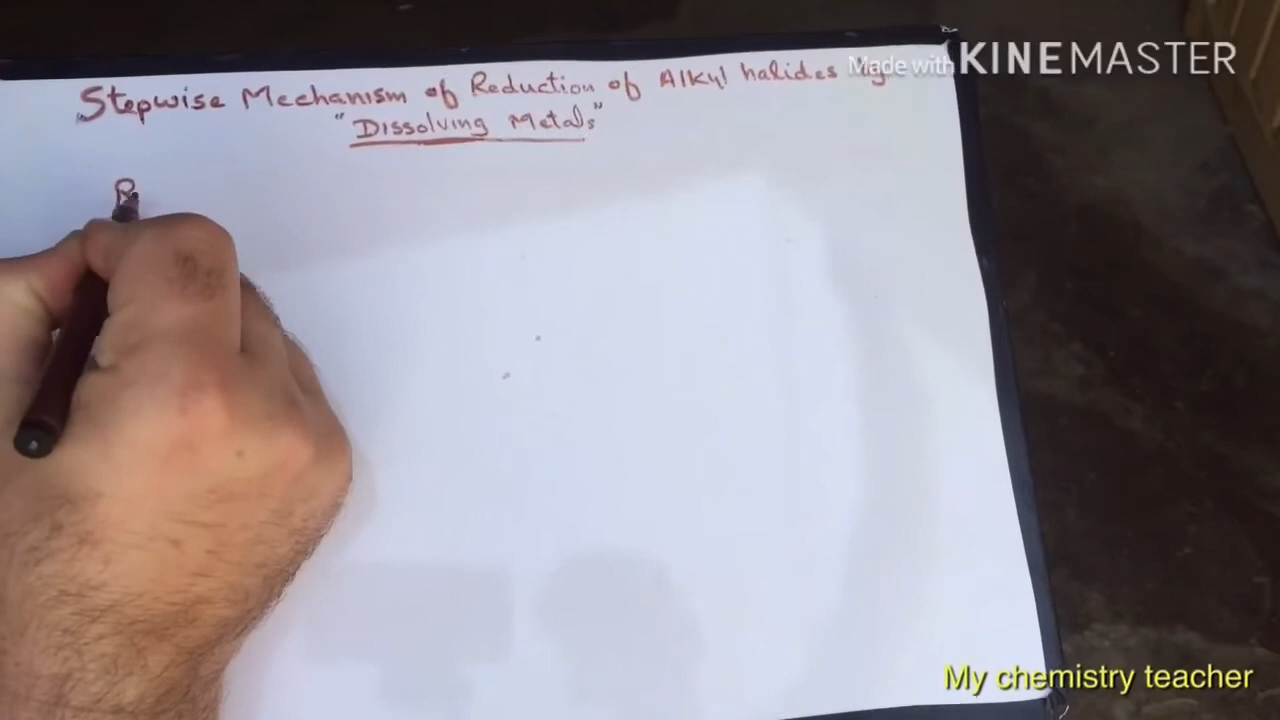 Made with KINEMASTER
Stepwise Mechanism of Reduction of Alkyl halides
"Dissolving Metals"
R
My chemistry teacher